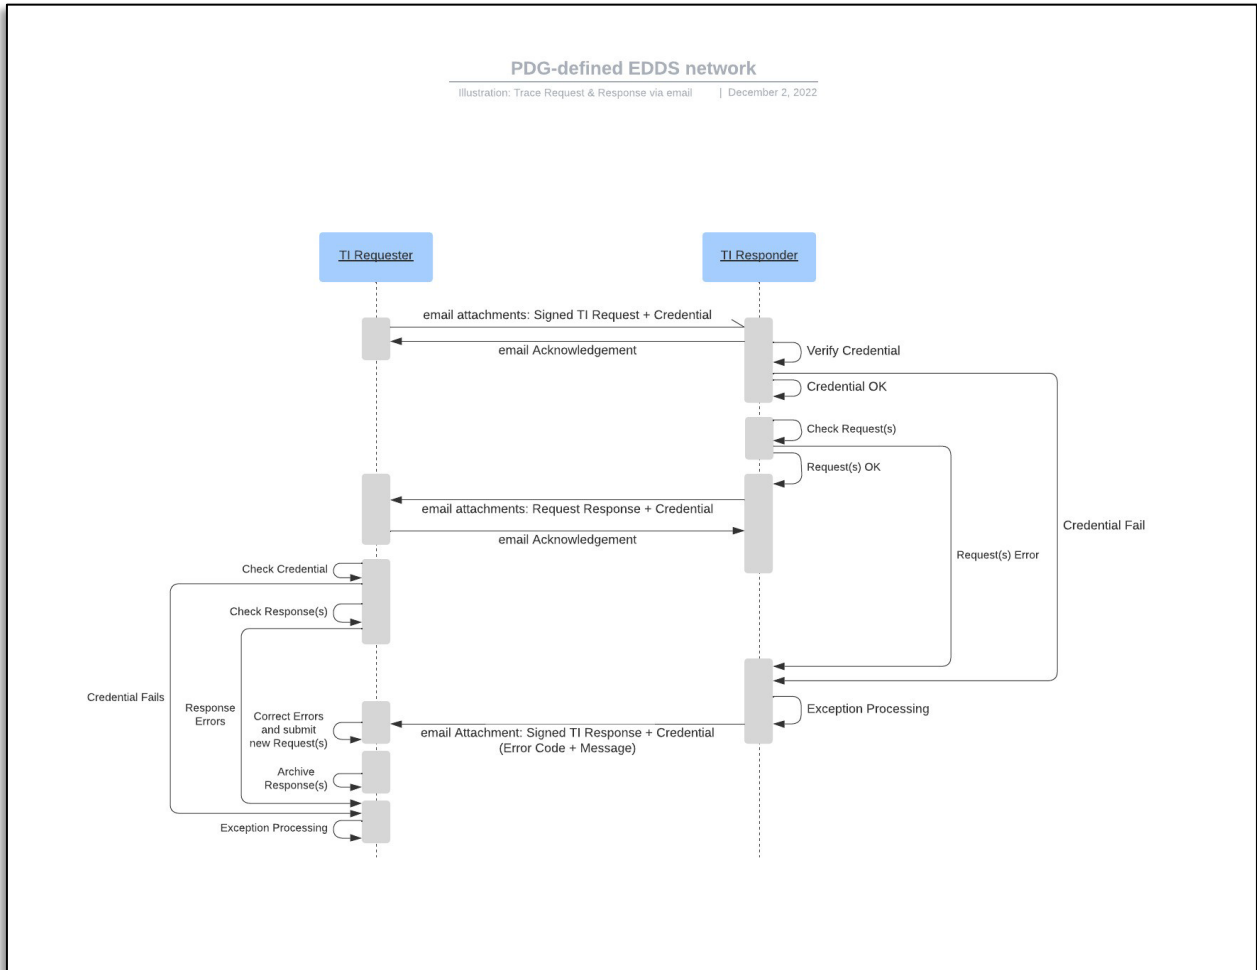 PDG-defined EDDS network
Illustration: Trace Request & Response via email | December 2, 2022
TI Requester
TI Responder
email attachments: Signed TI Request + Credential
email Acknowledgement
Verify Credential
Credential OK
Check Request(s)
Request(s) OK
email attachments: Request Response + Credential
email Acknowledgement
Credential Fail
Request(s) Error
Check Credential
Check Response(s)
Credential Fails
Response
Errors
Correct Errors
and submit
new Request(s)
email Attachment: Signed TI Response + Credential
(Error Code + Message)
Exception Processing
Archive
Response(s)
Exception Processing